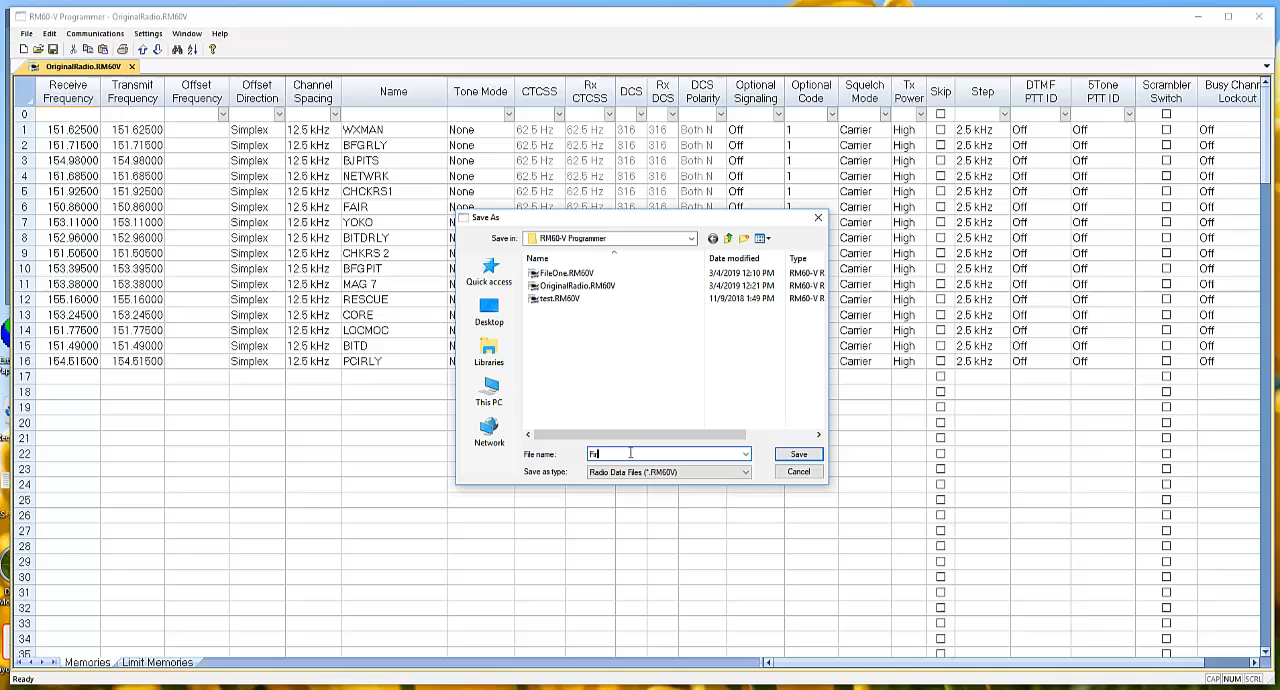 RM60-V Programmer - OriginalRadio.RM60V
File Edit Communications Settings Window Help
OriginalRadio.RM60V
Receive Frequency Transmit Frequency Offset Frequency Offset Direction Channel Spacing Name Tone Mode CTCSS Rx CTCSS DCS Rx DCS DCS Polarity Optional Signaling Optional Code Squelch Mode Tx Power Skip Step DTMF PTT ID 5Tone PTT ID Scrambler Switch Busy Chann Lockout
0
1 151.62500 151.62500 Simplex 12.5 kHz WXMAN None 62.5 Hz 62.5 Hz 316 316 Both N Off 1 Carrier High 2.5 kHz Off Off Off
2 151.71500 151.71500 Simplex 12.5 kHz BFGRLY None 62.5 Hz 62.5 Hz 316 316 Both N Off 1 Carrier High 2.5 kHz Off Off Off
3 154.98000 154.98000 Simplex 12.5 kHz BJPITS None 62.5 Hz 62.5 Hz 316 316 Both N Off 1 Carrier High 2.5 kHz Off Off Off
4 151.68500 151.68500 Simplex 12.5 kHz NETWRK None 62.5 Hz 62.5 Hz 316 316 Both N Off 1 Carrier High 2.5 kHz Off Off Off
5 151.92500 151.92500 Simplex 12.5 kHz CHCKRS1 None 62.5 Hz 62.5 Hz 316 316 Both N Off 1 Carrier High 2.5 kHz Off Off Off
6 150.86000 150.86000 Simplex 12.5 kHz FAIR None 62.5 Hz 62.5 Hz 316 316 Both N Off 1 Carrier High 2.5 kHz Off Off Off
7 153.11000 153.11000 Simplex 12.5 kHz YOKO N Carrier High 2.5 kHz Off Off Off
8 152.96000 152.96000 Simplex 12.5 kHz BITDRLY N Carrier High 2.5 kHz Off Off Off
9 151.50500 151.50500 Simplex 12.5 kHz CHKRS 2 N Carrier High 2.5 kHz Off Off Off
10 153.39500 153.39500 Simplex 12.5 kHz BFGPIT N Carrier High 2.5 kHz Off Off Off
11 153.38000 153.38000 Simplex 12.5 kHz MAG 7 N Carrier High 2.5 kHz Off Off Off
12 155.16000 155.16000 Simplex 12.5 kHz RESCUE N Carrier High 2.5 kHz Off Off Off
13 153.24500 153.24500 Simplex 12.5 kHz CORE N Carrier High 2.5 kHz Off Off Off
14 151.77500 151.77500 Simplex 12.5 kHz LOCMOC N Carrier High 2.5 kHz Off Off Off
15 151.49000 151.49000 Simplex 12.5 kHz BITD N Carrier High 2.5 kHz Off Off Off
16 154.51500 154.51500 Simplex 12.5 kHz PCIRLY N Carrier High 2.5 kHz Off Off Off
17
18
19
20
21
22
23
24
25
26
27
28
29
30
31
32
33
34
35
Save As
Save in: RM60-V Programmer
Name Date modified Type
FileOne.RM60V 3/4/2019 12:10 PM RM60-V R
OriginalRadio.RM60V 3/4/2019 12:21 PM RM60-V R
test.RM60V 11/9/2018 1:49 PM RM60-V R
Quick access
Desktop
Libraries
This PC
Network
File name: Fir Save
Save as type: Radio Data Files (*.RM60V) Cancel
Memories Limit Memories
Ready CAP NUM SCRL